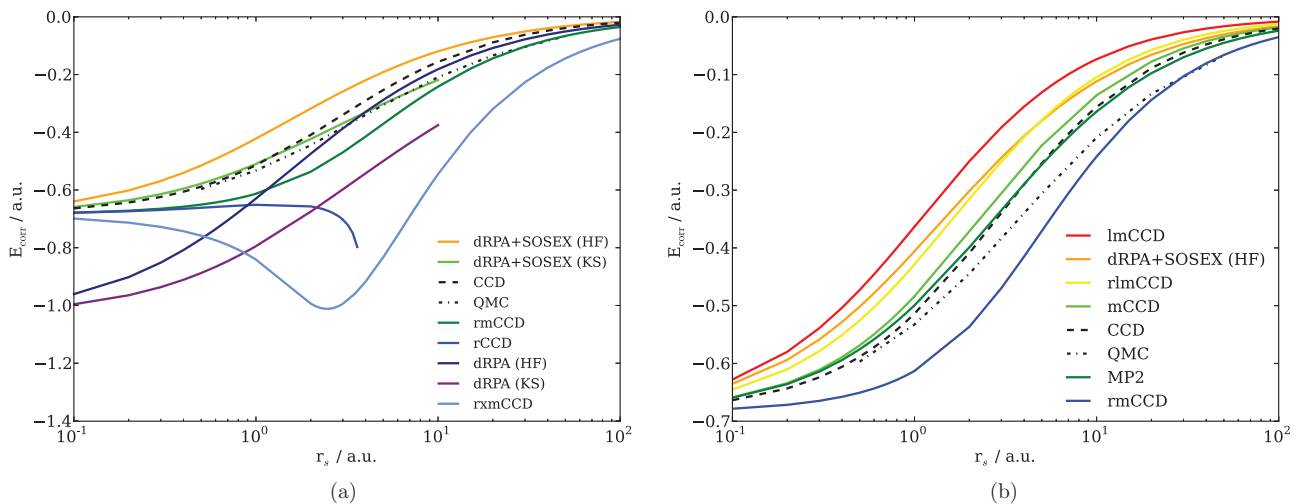 0.0
−0.2
−0.4
−0.6
−0.8
−1.0
−1.2
−1.4
E_corr / a.u.
10^-1
10^0
10^1
10^2
r_s / a.u.
dRPA+SOSEX (HF)
dRPA+SOSEX (KS)
CCD
QMC
rmCCD
rCCD
dRPA (HF)
dRPA (KS)
rxmCCD
(a)
0.0
−0.1
−0.2
−0.3
−0.4
−0.5
−0.6
−0.7
E_corr / a.u.
10^-1
10^0
10^1
10^2
r_s / a.u.
lmCCD
dRPA+SOSEX (HF)
rlmCCD
mCCD
CCD
QMC
MP2
rmCCD
(b)